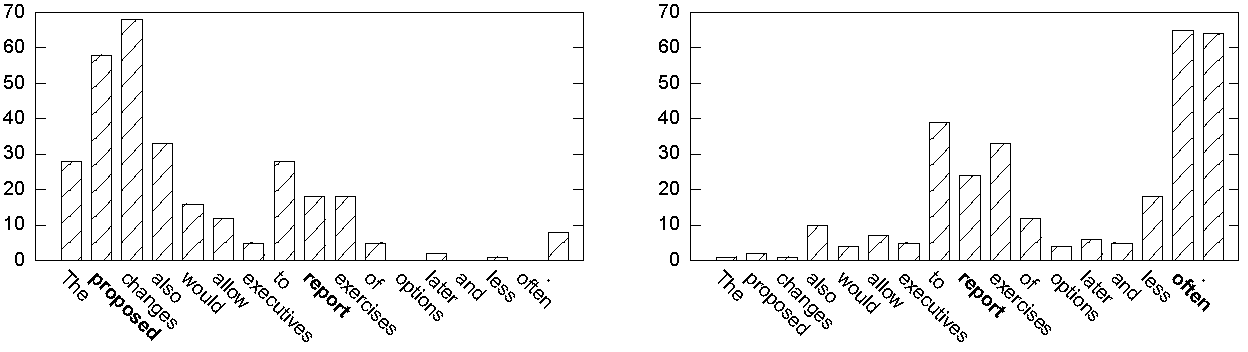 70
60
50
40
30
20
10
0
The
proposed
changes
also
would
allow
executives
to
report
exercises
of
options
later
and
less
often
.
70
60
50
40
30
20
10
0
The
proposed
changes
also
would
allow
executives
to
report
exercises
of
options
later
and
less
often
.